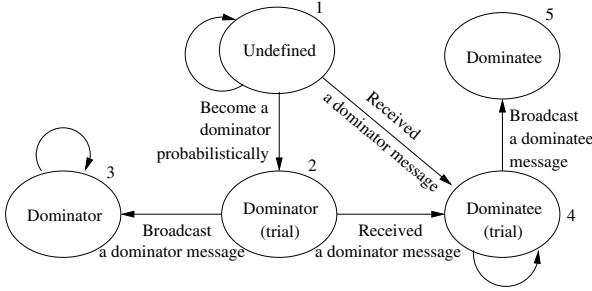 1
Undefined
5
Dominatee
Become a
dominator
probabilistically
Received
a dominator message
Broadcast
a dominatee
message
3
Dominator
2
Dominator
(trial)
Dominatee
(trial)
4
Broadcast
a dominator message
Received
a dominator message